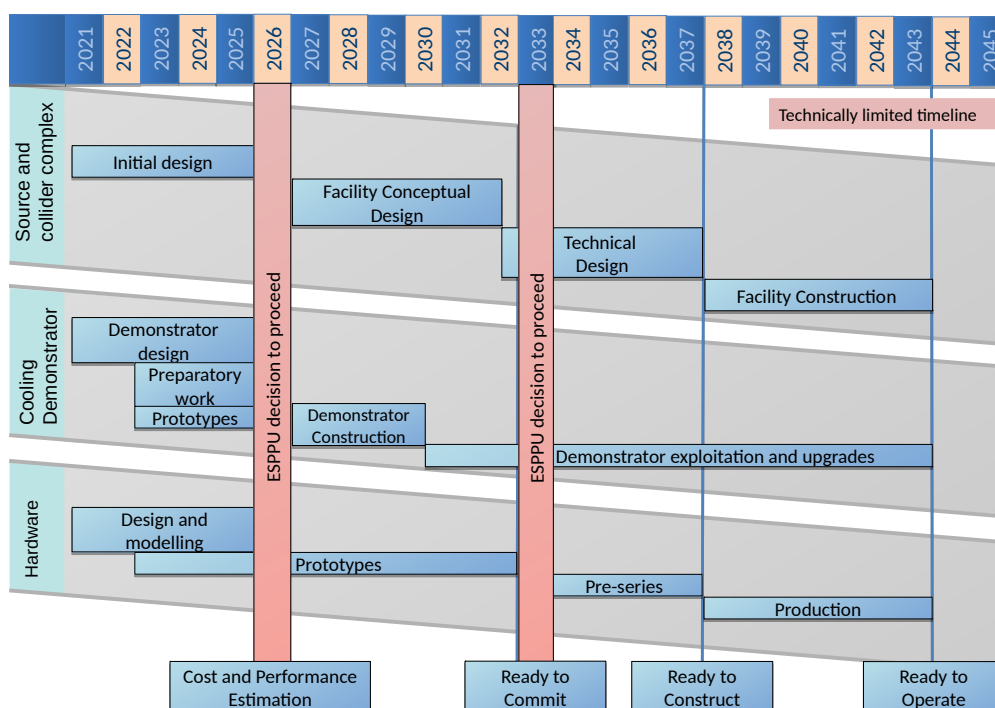 2021 2022 2023 2024 2025 2026 2027 2028 2029 2030 2031 2032 2033 2034 2035 2036 2037 2038 2039 2040 2041 2042 2043 2044 2045
Technically limited timeline
Source and
collider complex
Initial design
Facility Conceptual
Design
Technical
Design
Facility Construction
ESPPU decision to proceed
ESPPU decision to proceed
Cooling
Demonstrator
Demonstrator
design
Preparatory
work
Prototypes
Demonstrator
Construction
Demonstrator exploitation and upgrades
Hardware
Design and
modelling
Prototypes
Pre-series
Production
Cost and Performance
Estimation
Ready to
Commit
Ready to
Construct
Ready to
Operate